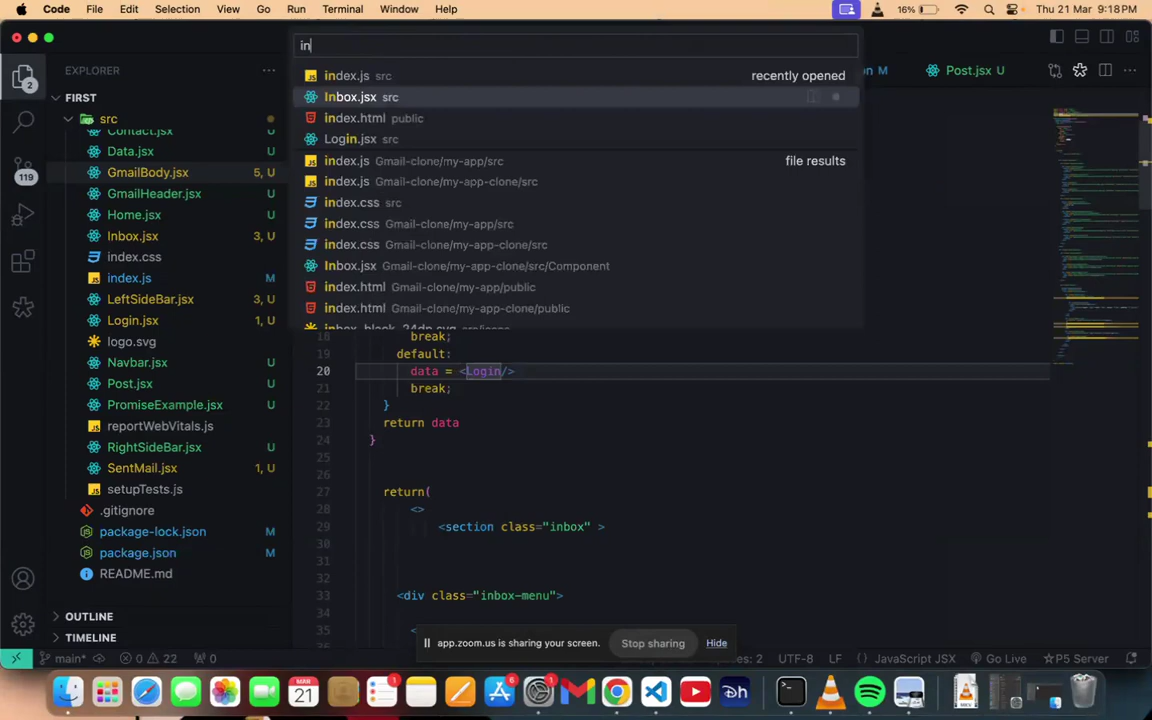 Code File Edit Selection View Go Run Terminal Window Help
16% Thu 21 Mar 9:18 PM
in
EXPLORER
FIRST
src
Contact.jsx U
Data.jsx U
GmailBody.jsx 5, U
GmailHeader.jsx U
Home.jsx U
Inbox.jsx 3, U
index.css
index.js M
LeftSideBar.jsx 3, U
Login.jsx 1, U
logo.svg
Navbar.jsx U
Post.jsx U
PromiseExample.jsx U
reportWebVitals.js
RightSideBar.jsx U
SentMail.jsx 1, U
setupTests.js
.gitignore
package-lock.json M
package.json M
README.md
OUTLINE
TIMELINE
2
119
index.js src recently opened
Inbox.jsx src
index.html public
Login.jsx src
index.js Gmail-clone/my-app/src file results
index.js Gmail-clone/my-app-clone/src
index.css src
index.css Gmail-clone/my-app/src
index.css Gmail-clone/my-app-clone/src
Inbox.jsx Gmail-clone/my-app-clone/src/Component
index.html Gmail-clone/my-app/public
index.html Gmail-clone/my-app-clone/public
M Post.jsx U
18 break;
19 default:
20 data = <Login/>
21 break;
22 }
23 return data
24 }
25
26
27 return(
28 <>
29 <section class="inbox" >
30
31
32
33 <div class="inbox-menu">
34
35 <
app.zoom.us is sharing your screen. Stop sharing Hide
main* 0 22 0 2 UTF-8 LF JavaScript JSX Go Live P5 Server
MAR
21
1
6
1